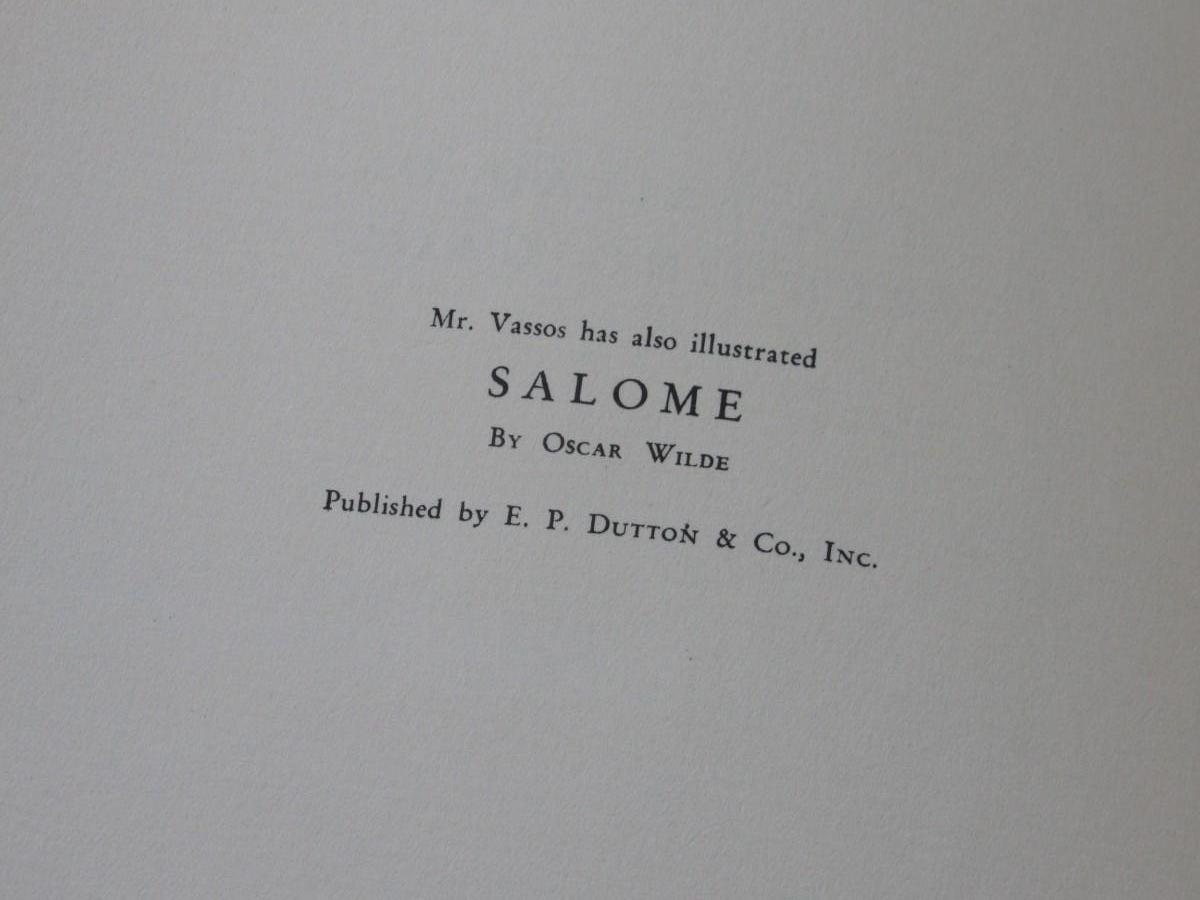 Mr. Vassos has also illustrated
SALOME
By Oscar Wilde
Published by E. P. Dutton & Co., Inc.